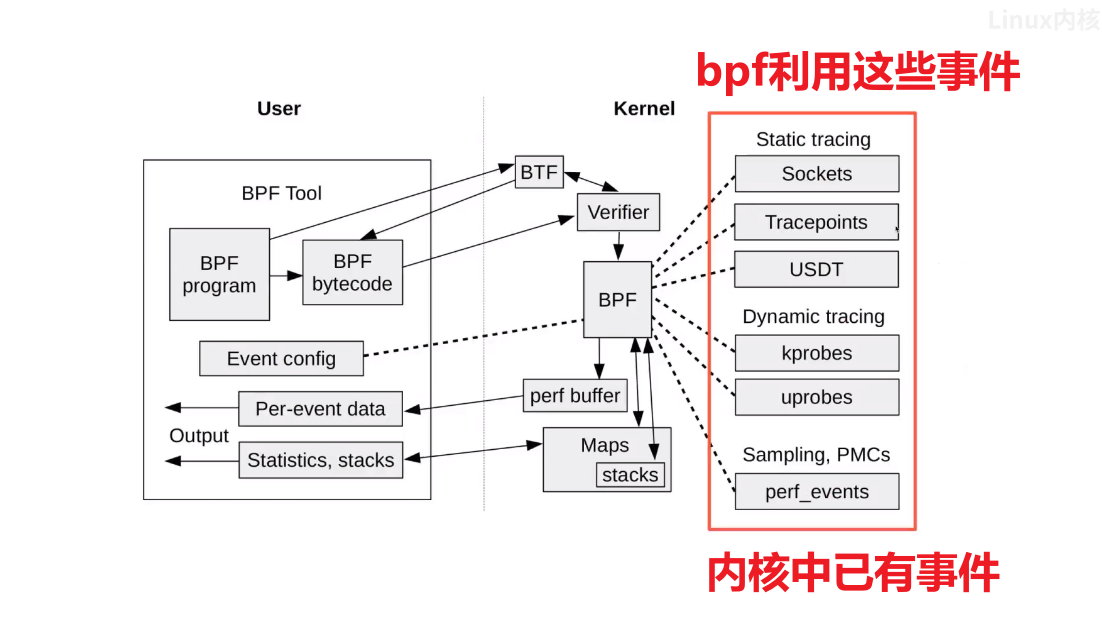 Linux内核
bpf利用这些事件
User
Kernel
BPF Tool
BPF
program
BPF
bytecode
Event config
Per-event data
Output
Statistics, stacks
BTF
Verifier
BPF
perf buffer
Maps
stacks
Static tracing
Sockets
Tracepoints
USDT
Dynamic tracing
kprobes
uprobes
Sampling, PMCs
perf_events
内核中已有事件